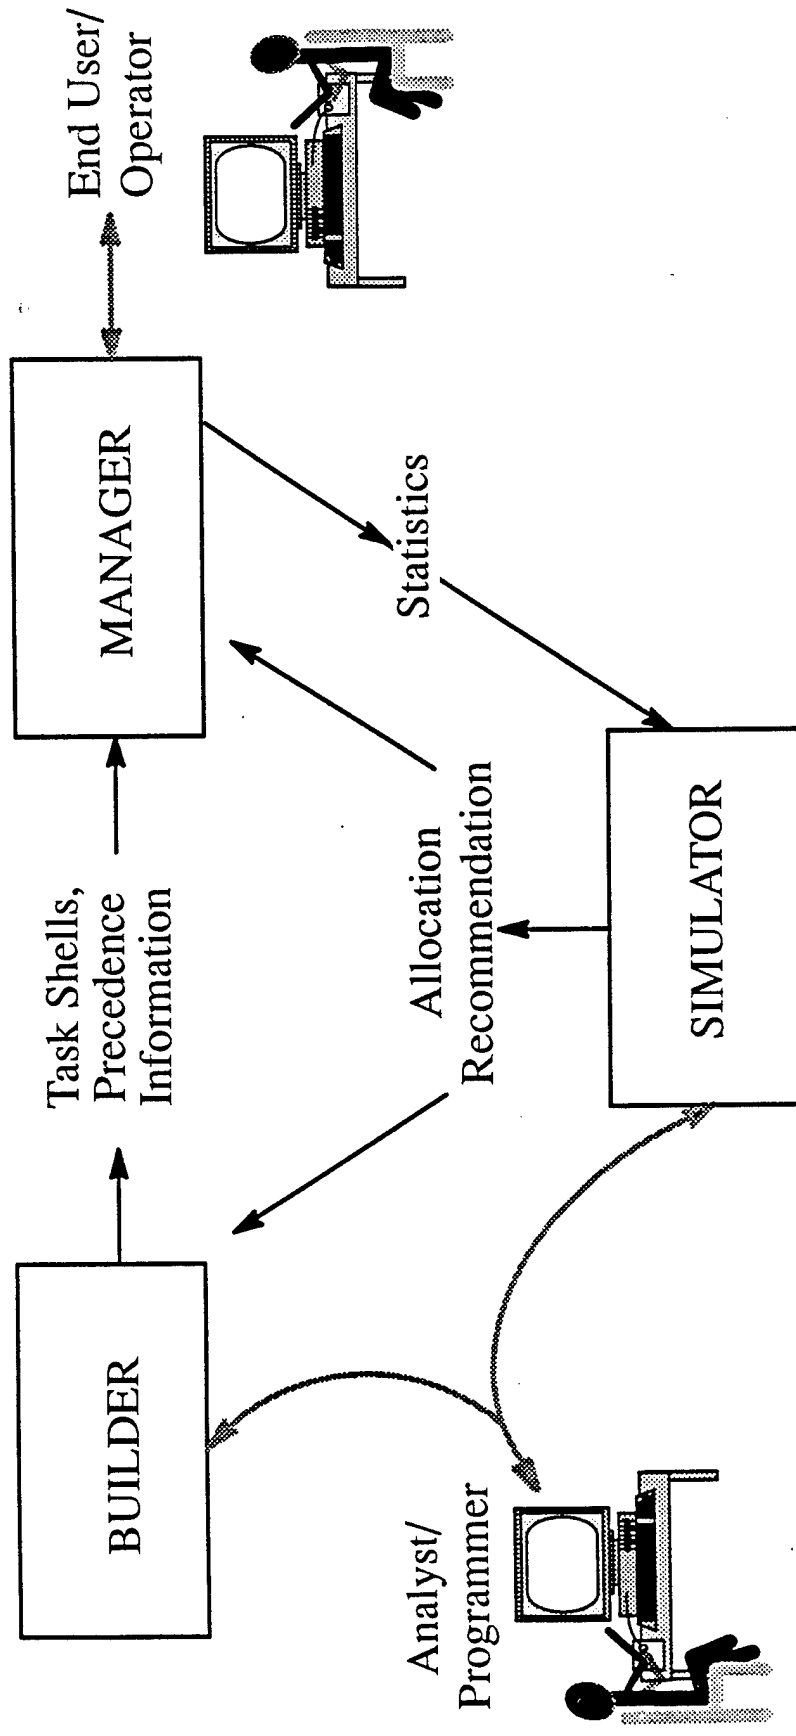 BUILDER
Task Shells,
Precedence
Information
MANAGER
End User/
Operator
Analyst/
Programmer
Allocation
Recommendation
Statistics
SIMULATOR